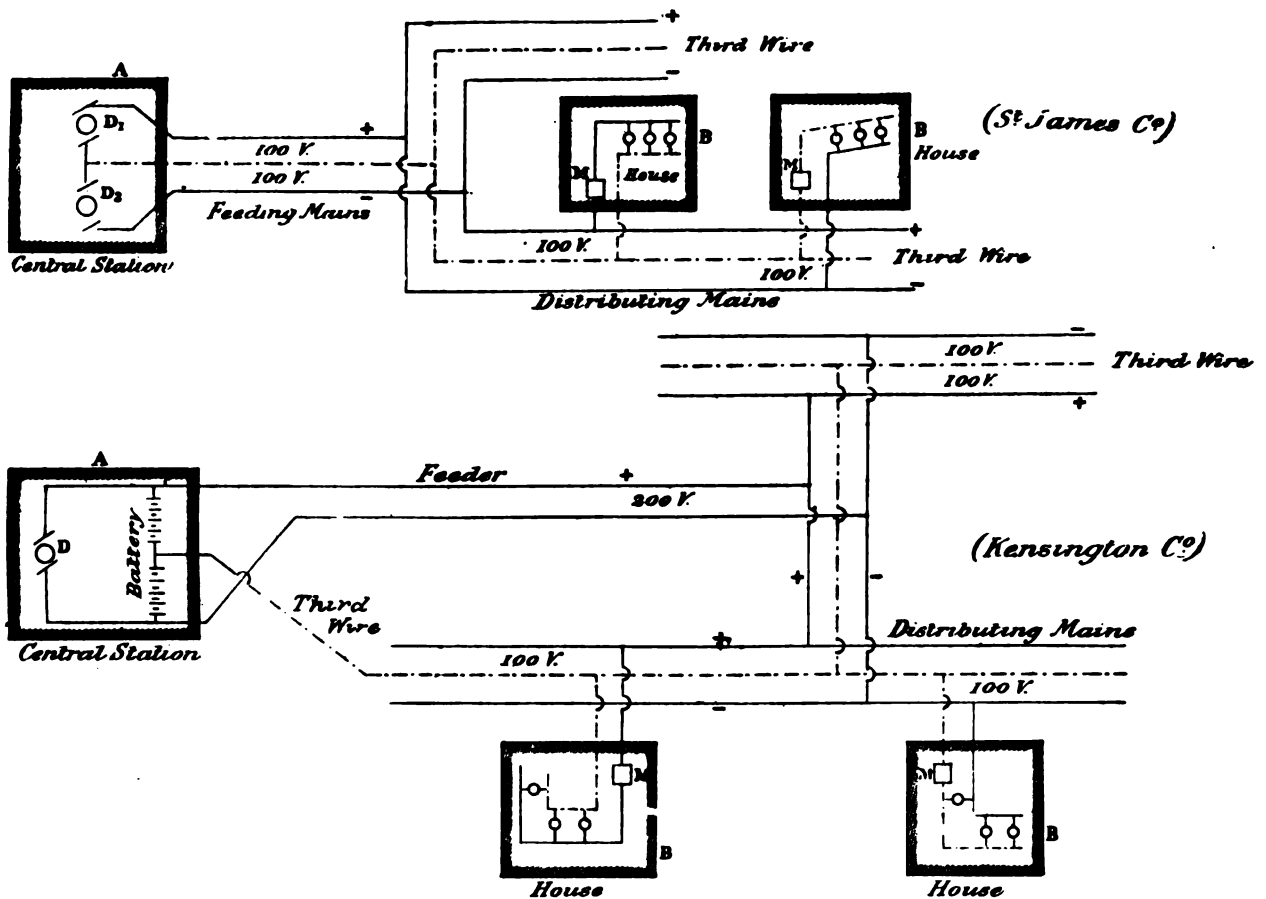 +
Third Wire
A
−
D1
+
(St. James Co.)
B
B
House
100 V.
M
House
M
100 V.
D2
−
Feeding Mains
+
100 V.
Third Wire
Central Station
100 V.
−
Distributing Mains
−
100 V.
Third Wire
100 V.
+
A
Feeder
+
200 V.
D
Battery
(Kensington Co.)
+
−
Third
Wire
Distributing Mains
+
Central Station
100 V.
100 V.
−
M
M
B
B
House
House